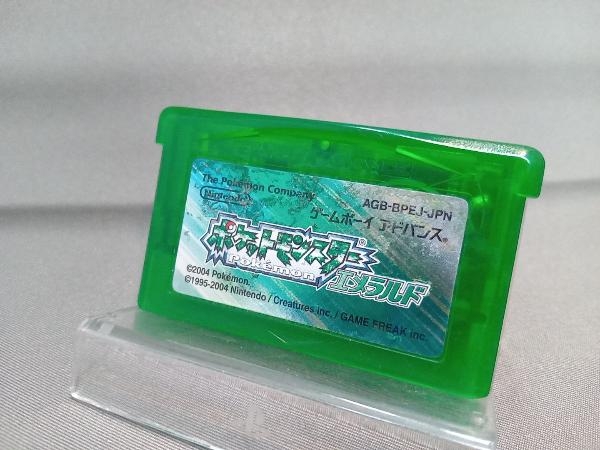 The Pokémon Company
Nintendo
AGB-BPEJ-JPN
ゲームボーイ アドバンス®
ポケットモンスター®
Pokémon
エメラルド
©2004 Pokémon.
©1995-2004 Nintendo / Creatures inc. / GAME FREAK inc.